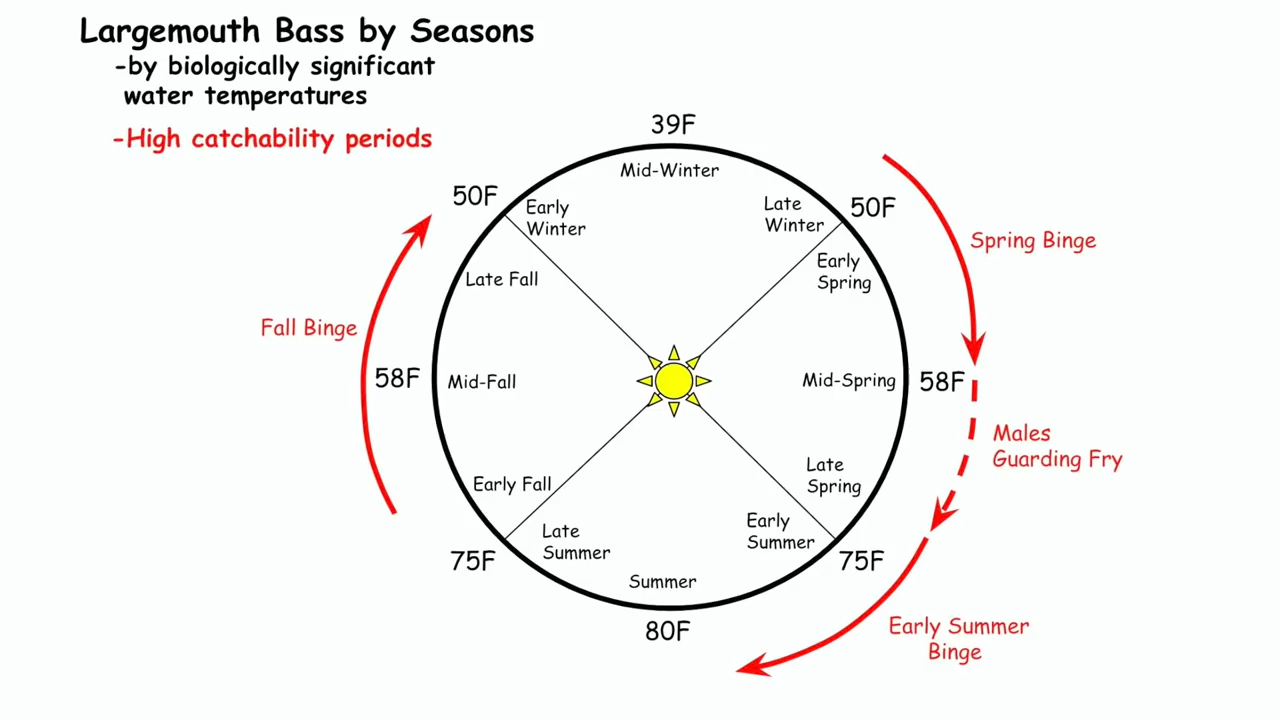 Largemouth Bass by Seasons
-by biologically significant
water temperatures
-High catchability periods
39F
Mid-Winter
50F
Early
Winter
Late
Winter
50F
Spring Binge
Early
Spring
Late Fall
Fall Binge
58F
Mid-Fall
Mid-Spring
58F
Males
Guarding Fry
Late
Spring
Early Fall
Early
Summer
Late
Summer
75F
75F
Summer
80F
Early Summer
Binge